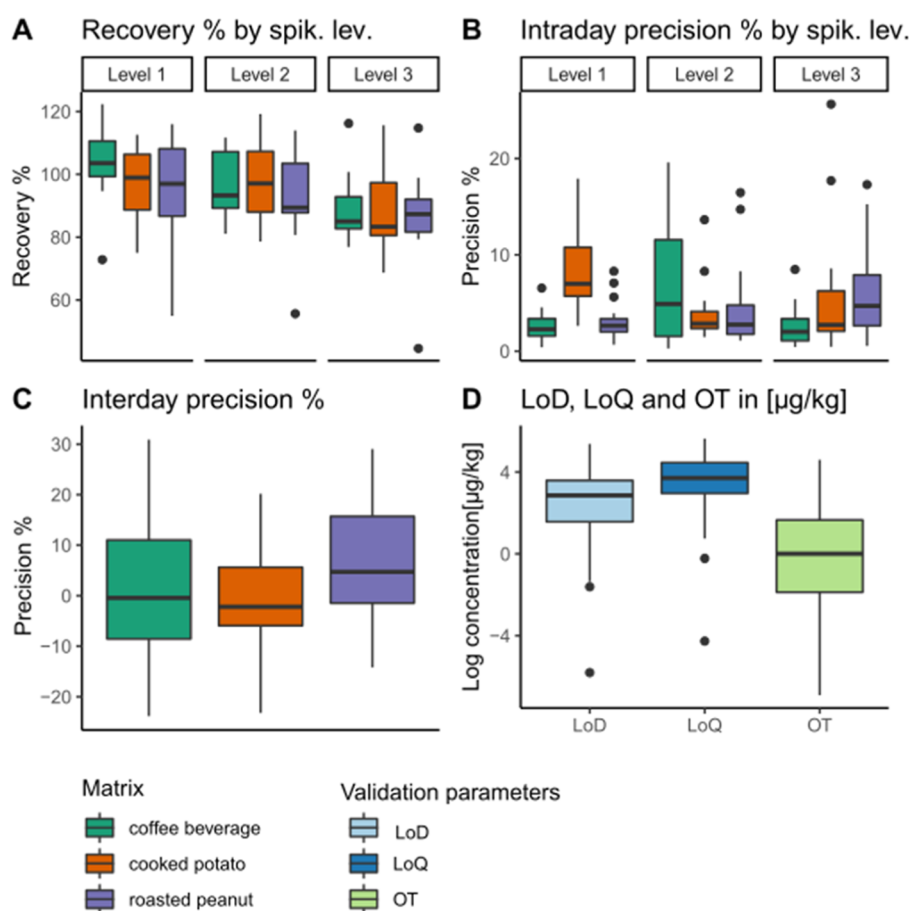 A Recovery % by spik. lev.
Level 1 Level 2 Level 3
Recovery %
120
100
80
60
B Intraday precision % by spik. lev.
Level 1 Level 2 Level 3
Precision %
20
10
0
C Interday precision %
Precision %
30
20
10
0
−10
−20
D LoD, LoQ and OT in [µg/kg]
Log concentration[µg/kg]
4
0
−4
LoD LoQ OT
Matrix
coffee beverage
cooked potato
roasted peanut
Validation parameters
LoD
LoQ
OT